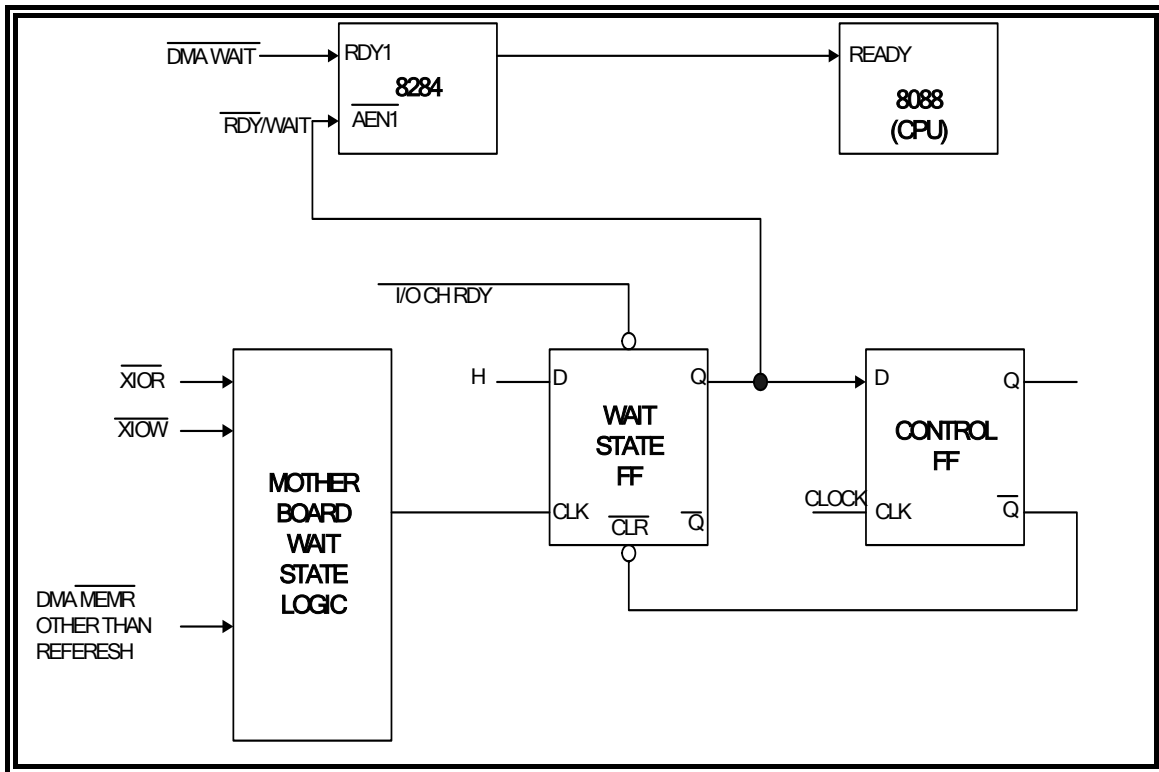 DMA WAIT
RDY1
8284
RDY/WAIT
AEN1
READY
8088
(CPU)
I/O CH RDY
XIOR
XIOW
DMA MEMR
OTHER THAN
REFERESH
MOTHER
BOARD
WAIT
STATE
LOGIC
H
D
Q
WAIT
STATE
FF
CLK
CLR
Q
D
Q
CONTROL
FF
CLOCK
CLK
Q